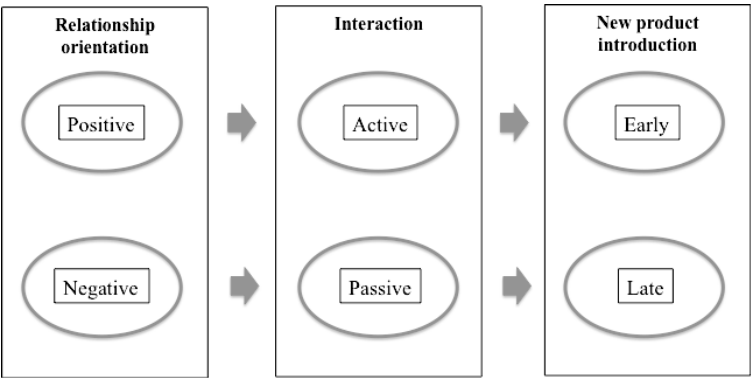 Relationship
orientation
Positive
Negative
Interaction
Active
Passive
New product
introduction
Early
Late